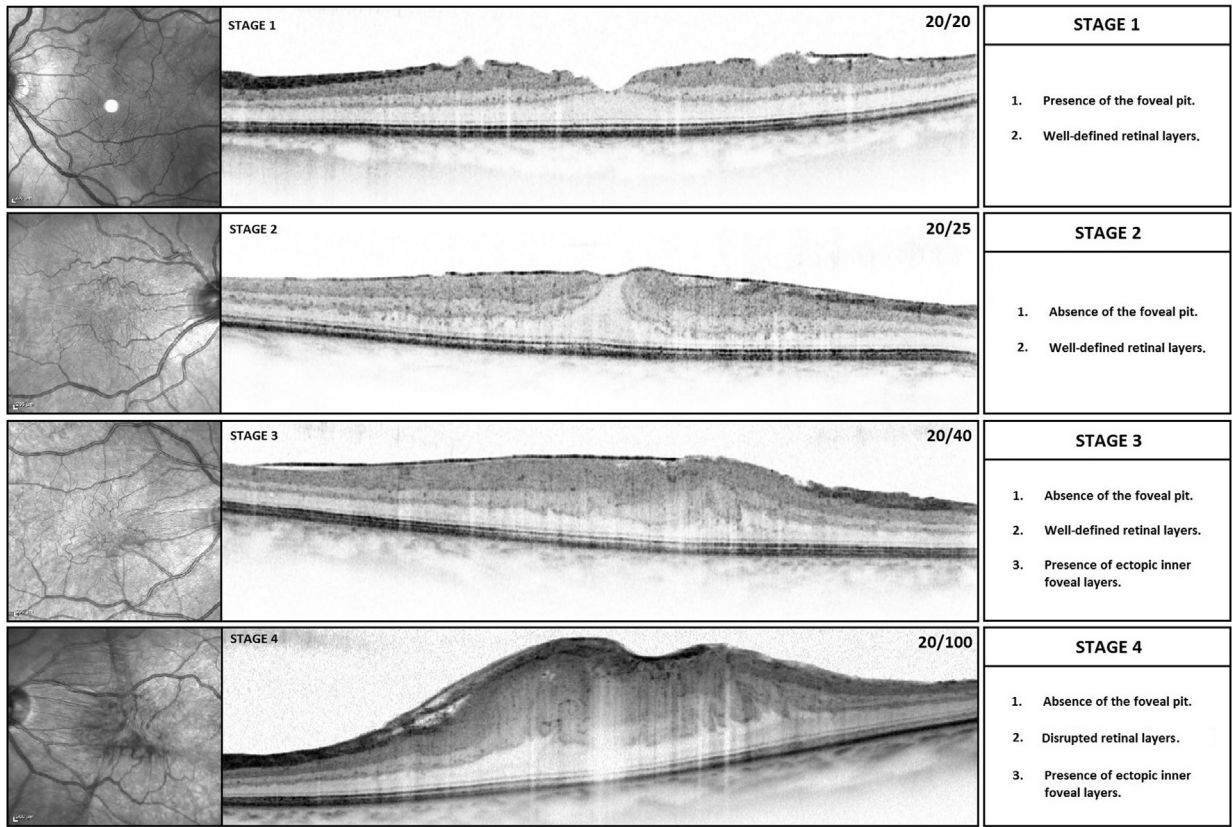 STAGE 1
20/20
STAGE 1
1. Presence of the foveal pit.
2. Well-defined retinal layers.
STAGE 2
20/25
STAGE 2
1. Absence of the foveal pit.
2. Well-defined retinal layers.
STAGE 3
20/40
STAGE 3
1. Absence of the foveal pit.
2. Well-defined retinal layers.
3. Presence of ectopic inner
foveal layers.
STAGE 4
20/100
STAGE 4
1. Absence of the foveal pit.
2. Disrupted retinal layers.
3. Presence of ectopic inner
foveal layers.